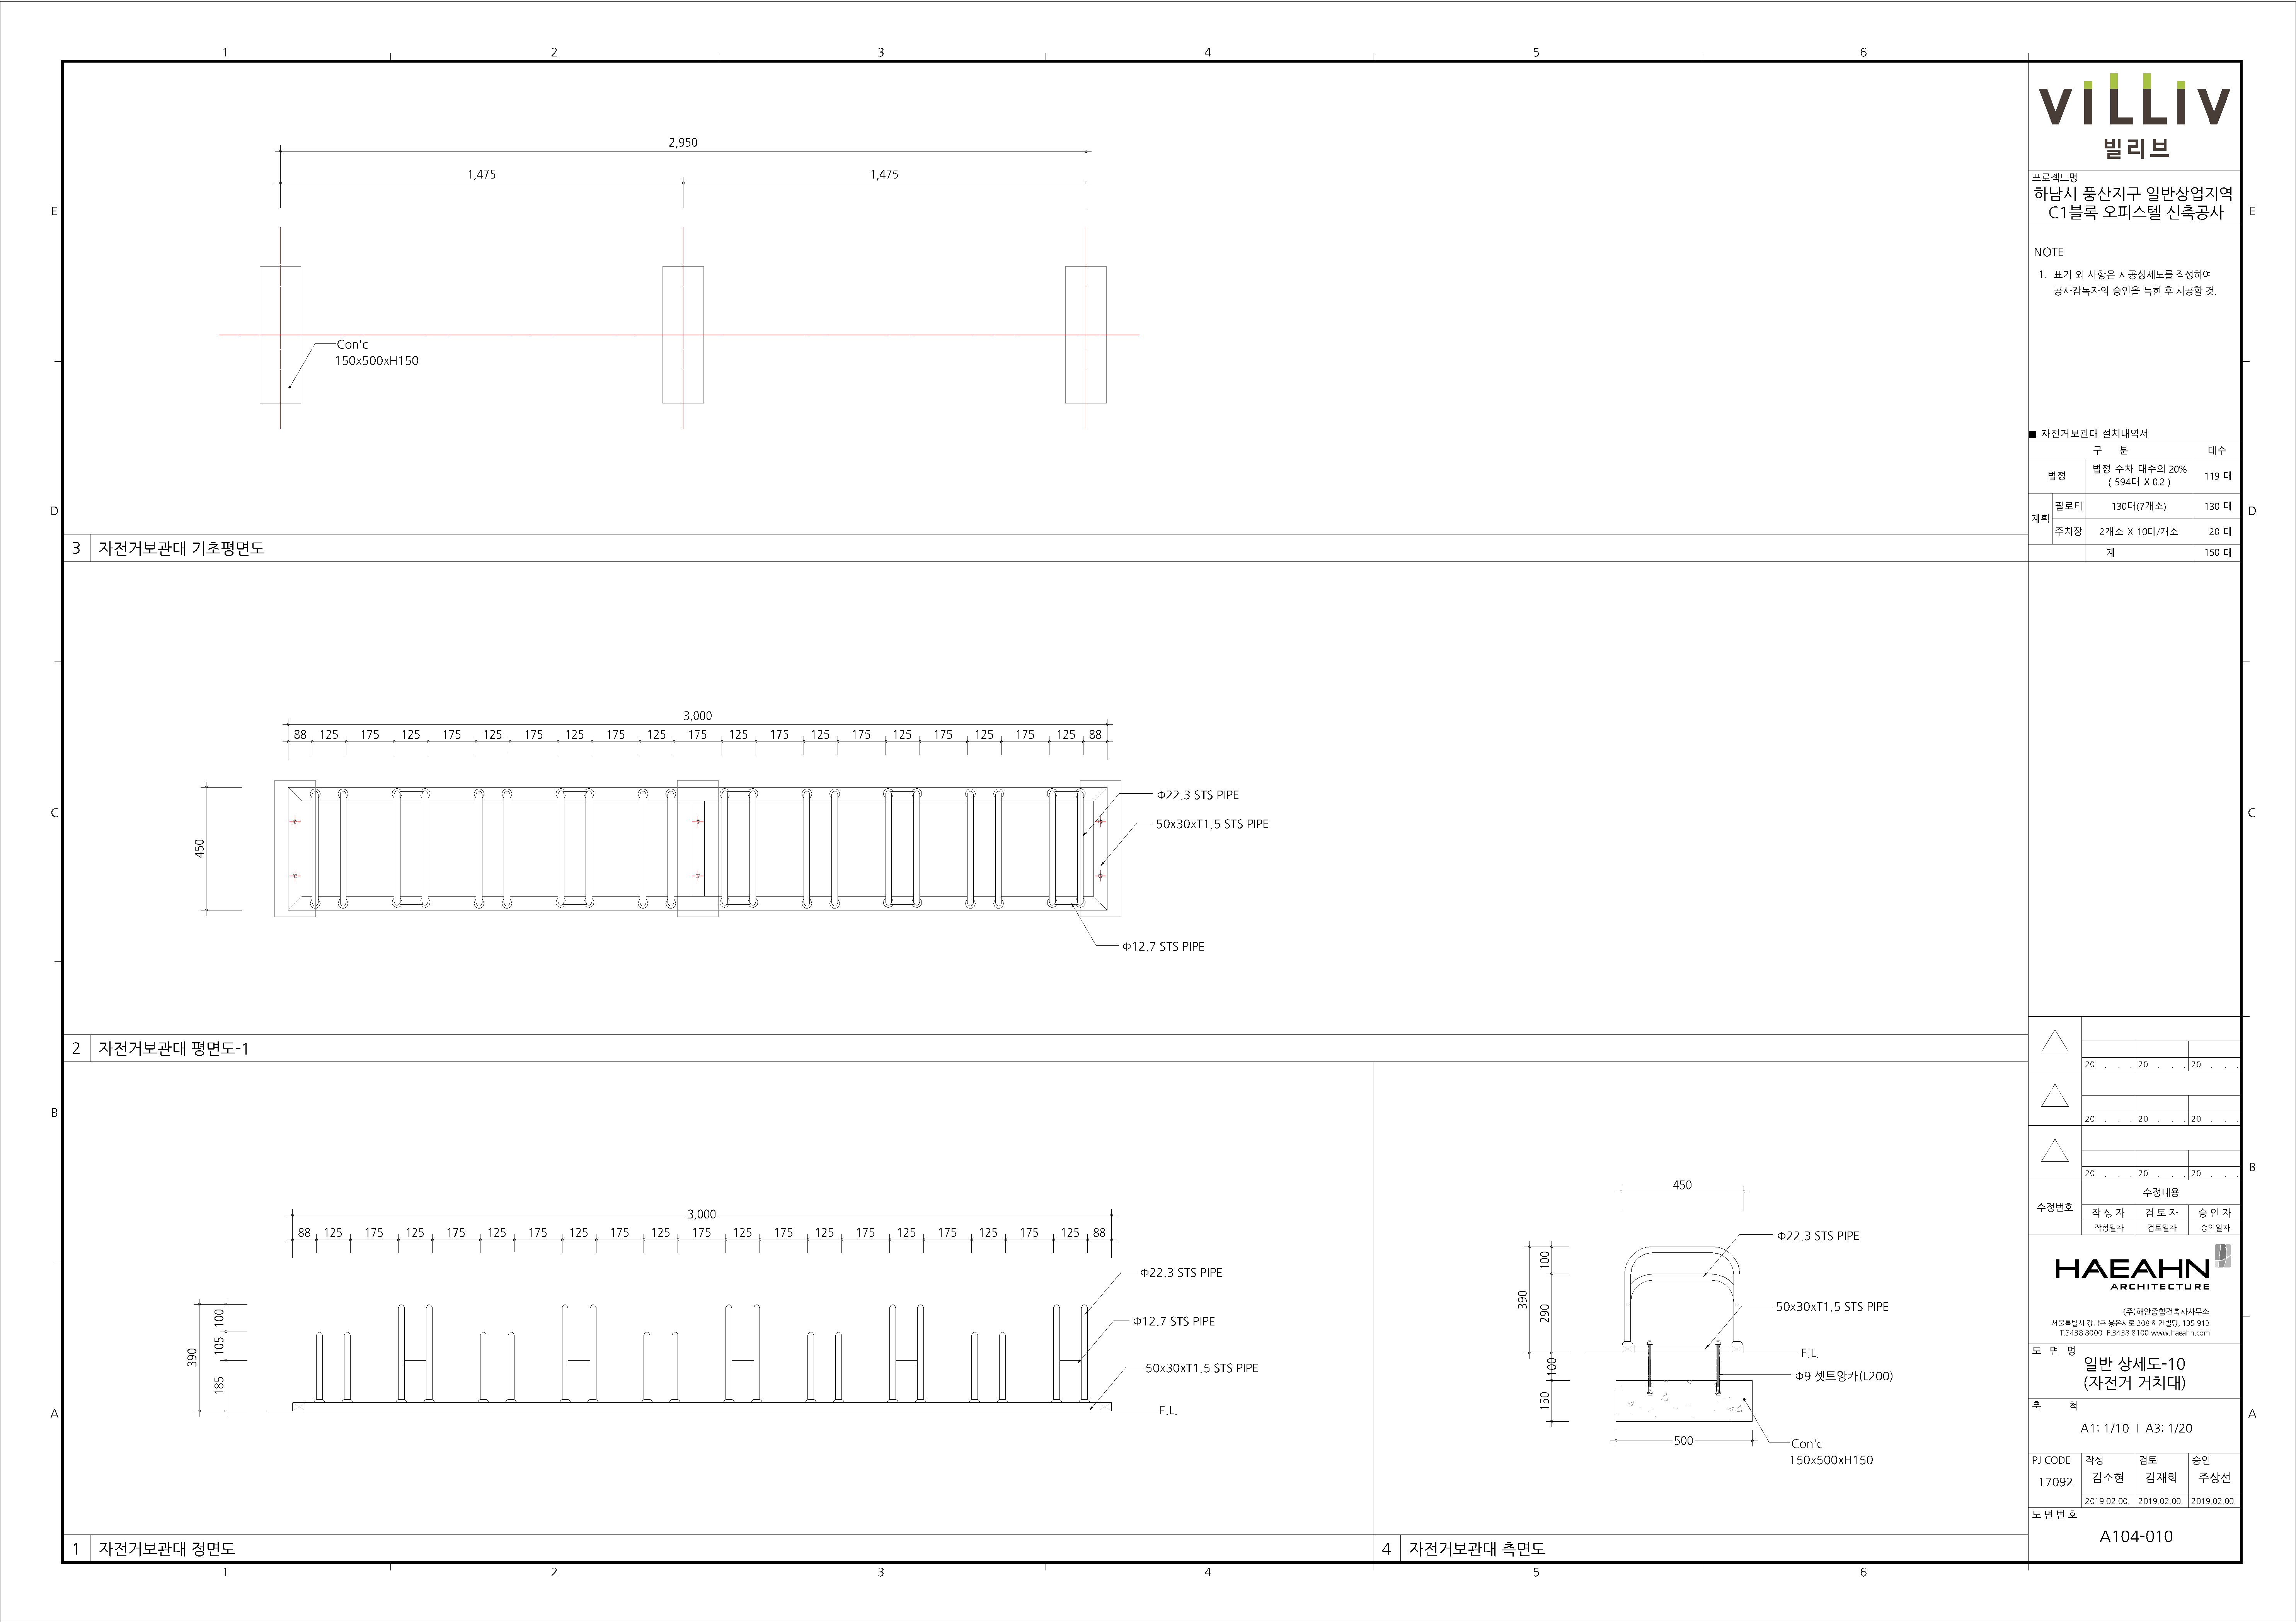 1 2 3 4 5 6
E
D
C
B
A
2,950
1,475 1,475
Con'c
150x500xH150
3 자전거보관대 기초평면도
3,000
88 125 175 125 175 125 175 125 175 125 175 125 175 125 175 125 175 125 175 125 88
450
Φ22.3 STS PIPE
50x30xT1.5 STS PIPE
Φ12.7 STS PIPE
2 자전거보관대 평면도-1
3,000
88 125 175 125 175 125 175 125 175 125 175 125 175 125 175 125 175 125 175 125 88
390
100
105
185
Φ22.3 STS PIPE
Φ12.7 STS PIPE
50x30xT1.5 STS PIPE
F.L.
1 자전거보관대 정면도
450
390
100
290
100
150
500
Φ22.3 STS PIPE
50x30xT1.5 STS PIPE
F.L.
Φ9 셋트앙카(L200)
Con'c
150x500xH150
4 자전거보관대 측면도
1 2 3 4 5 6
VILLIV
빌리브
프로젝트명
하남시 풍산지구 일반상업지역
C1블록 오피스텔 신축공사
NOTE
1. 표기 외 사항은 시공상세도를 작성하여
공사감독자의 승인을 득한 후 시공할 것.
■ 자전거보관대 설치내역서
구 분 대수
법정 법정 주차 대수의 20%
( 594대 X 0.2 ) 119 대
계획 필로티 130대(7개소) 130 대
주차장 2개소 X 10대/개소 20 대
계 150 대
20 . . . 20 . . . 20 . . .
20 . . . 20 . . . 20 . . .
20 . . . 20 . . . 20 . . .
수정번호 수정내용
작 성 자 검 토 자 승 인 자
작성일자 검토일자 승인일자
HAEAHN
ARCHITECTURE
(주)해안종합건축사사무소
서울특별시 강남구 봉은사로 208 해안빌딩, 135-913
T.3438 8000 F.3438 8100 www.haeahn.com
도 면 명
일반 상세도-10
(자전거 거치대)
축 척
A1: 1/10 I A3: 1/20
PJ CODE 작성 검토 승인
17092 김소현 김재희 주상선
2019.02.00. 2019.02.00. 2019.02.00.
도 면 번 호
A104-010
E
D
C
B
A